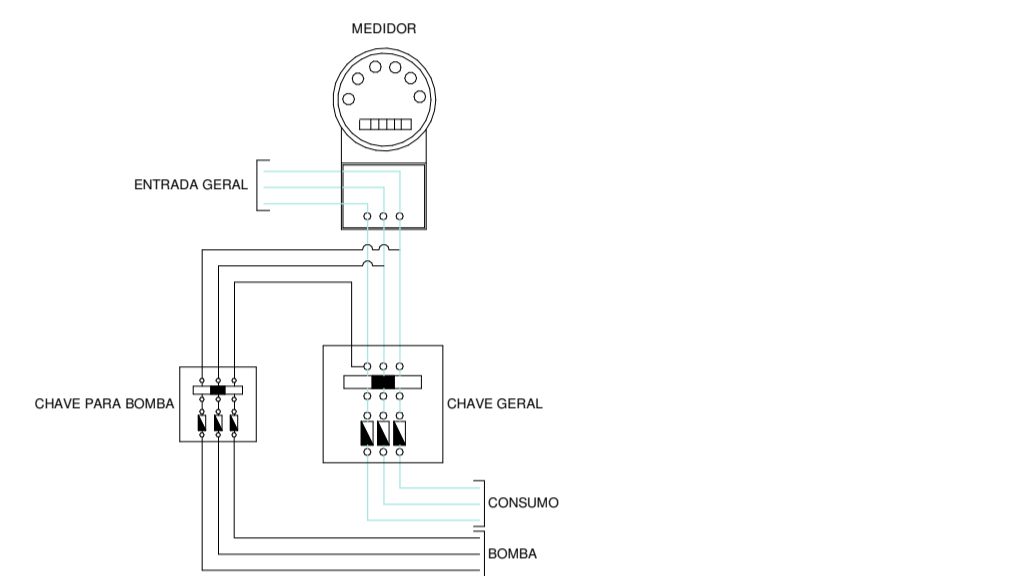 MEDIDOR
ENTRADA GERAL
CHAVE PARA BOMBA
CHAVE GERAL
CONSUMO
BOMBA